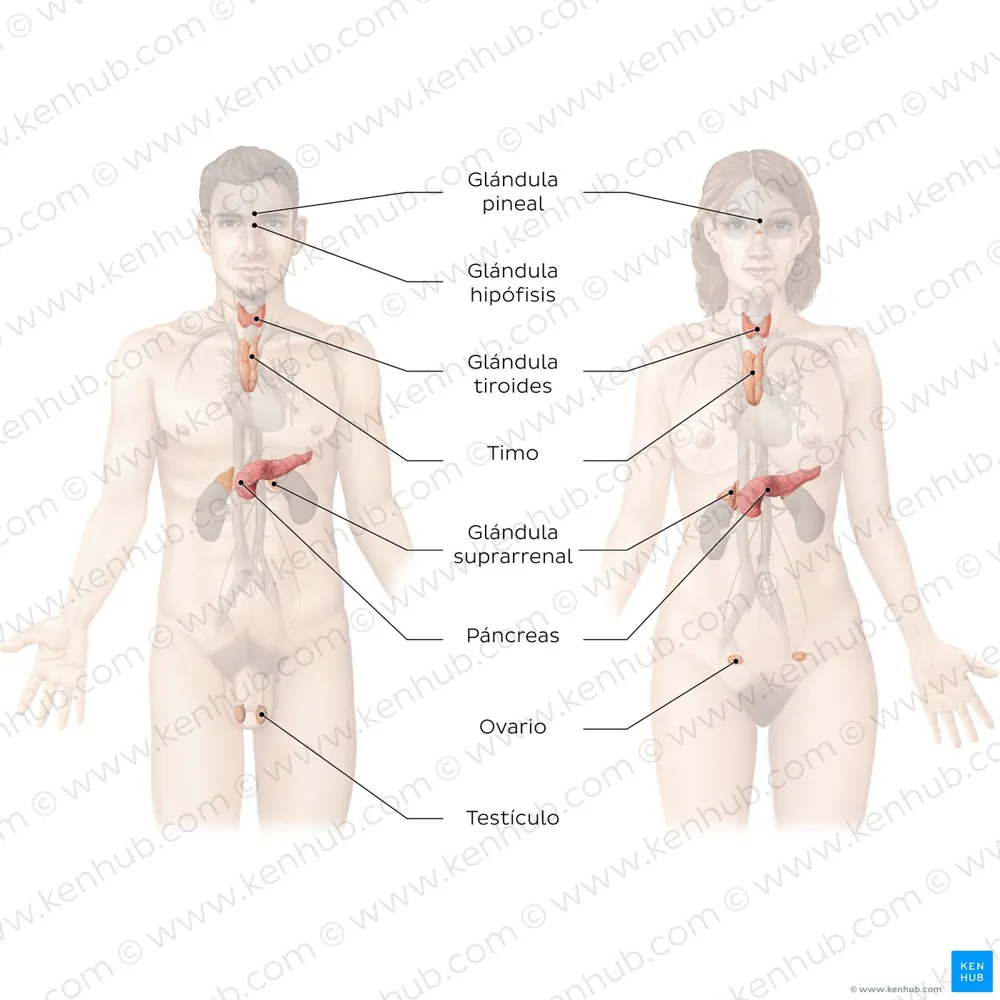 Glándula
pineal
Glándula
hipófisis
Glándula
tiroides
Timo
Glándula
suprarrenal
Páncreas
Ovario
Testículo
KEN
HUB
© www.kenhub.com